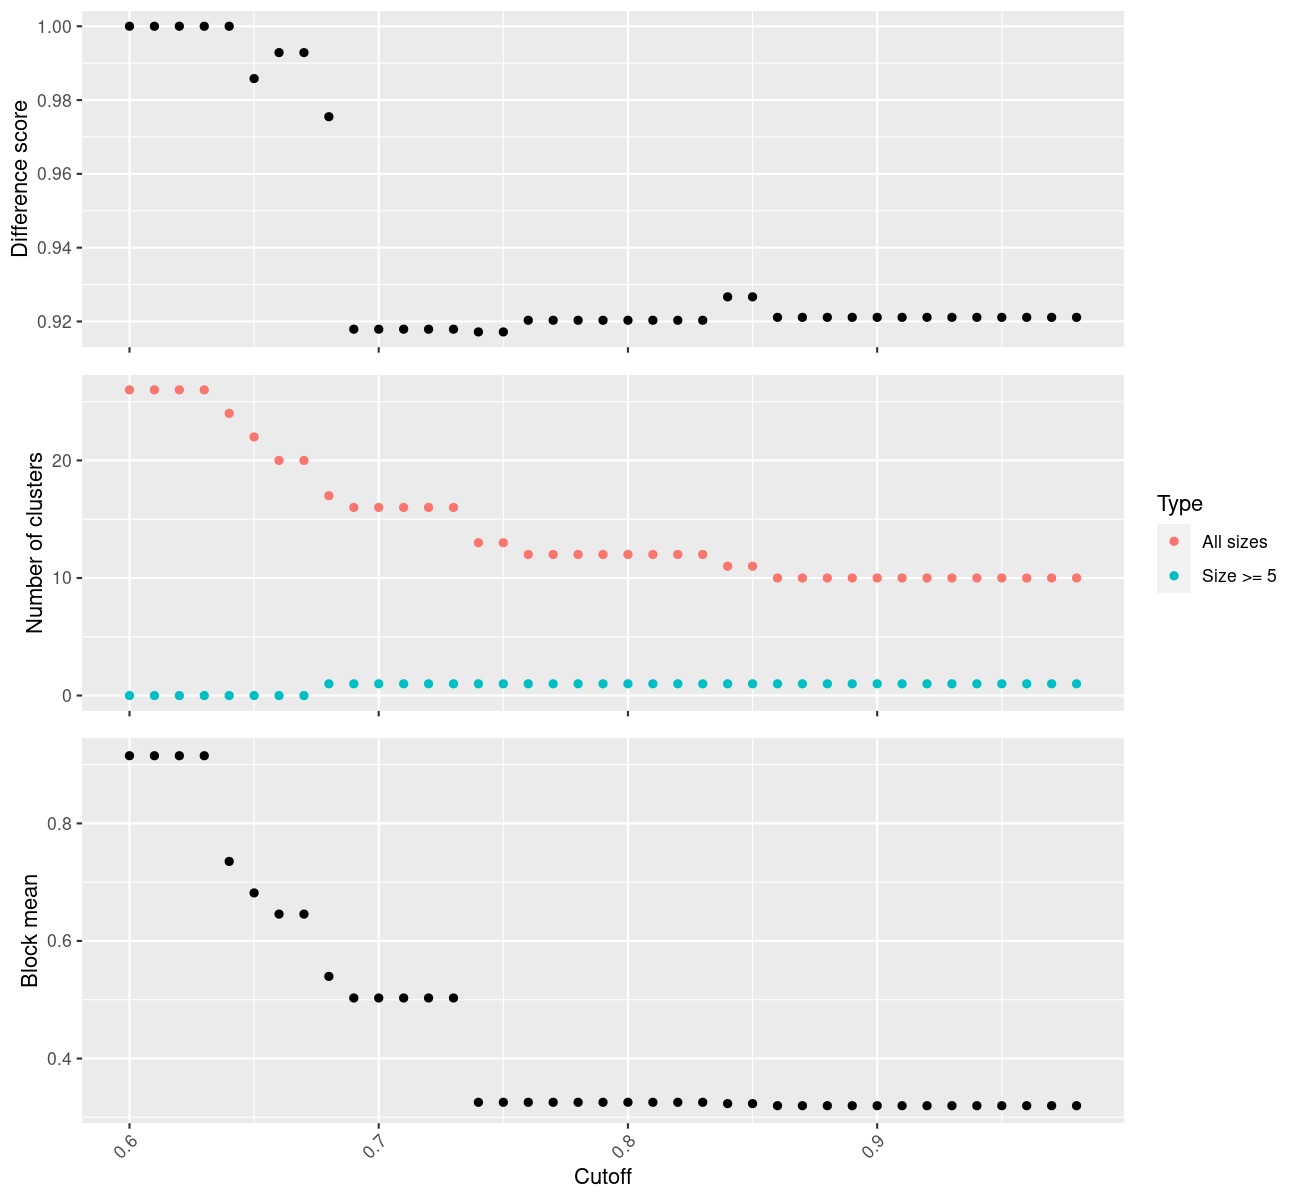 Difference score
1.00
0.98
0.96
0.94
0.92
Number of clusters
20
10
0
Type
All sizes
Size >= 5
Block mean
0.8
0.6
0.4
0.6
0.7
0.8
0.9
Cutoff